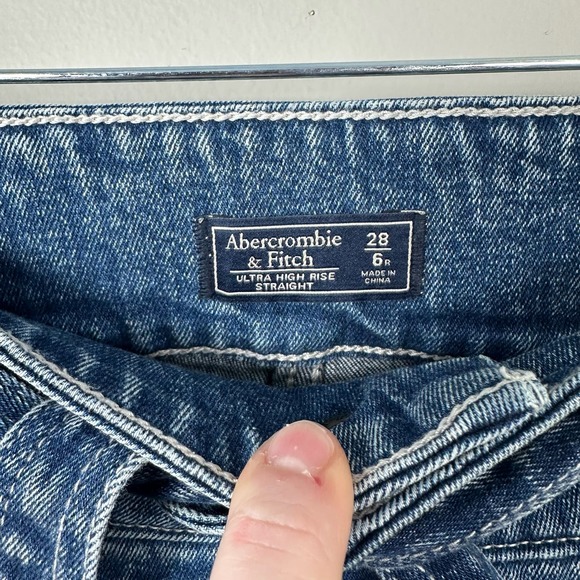 Abercrombie
& Fitch
ULTRA HIGH RISE
STRAIGHT
28
6R
MADE IN
CHINA